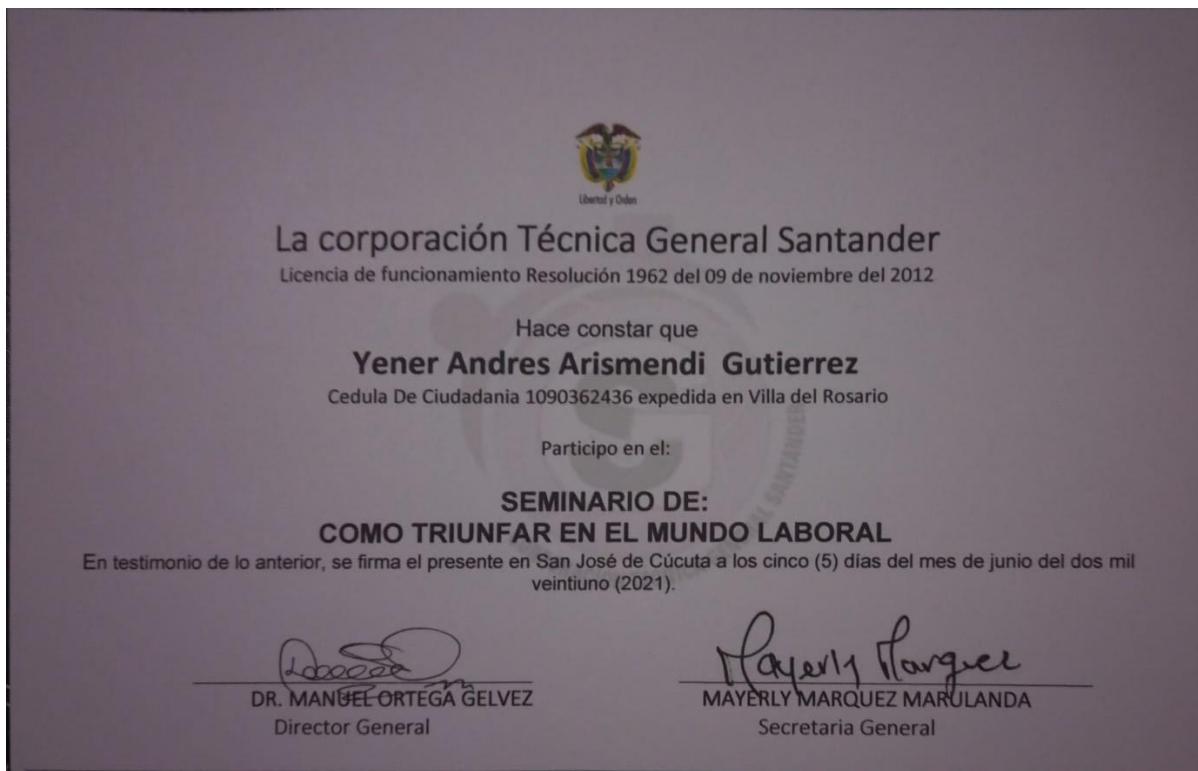 Libertad y Orden
La corporación Técnica General Santander
Licencia de funcionamiento Resolución 1962 del 09 de noviembre del 2012
Hace constar que
Yener Andres Arismendi Gutierrez
Cedula De Ciudadania 1090362436 expedida en Villa del Rosario
Participo en el:
SEMINARIO DE:
COMO TRIUNFAR EN EL MUNDO LABORAL
En testimonio de lo anterior, se firma el presente en San José de Cúcuta a los cinco (5) días del mes de junio del dos mil
veintiuno (2021).
Mayerly Marquez
DR. MANUEL ORTEGA GELVEZ
MAYERLY MARQUEZ MARULANDA
Director General
Secretaria General